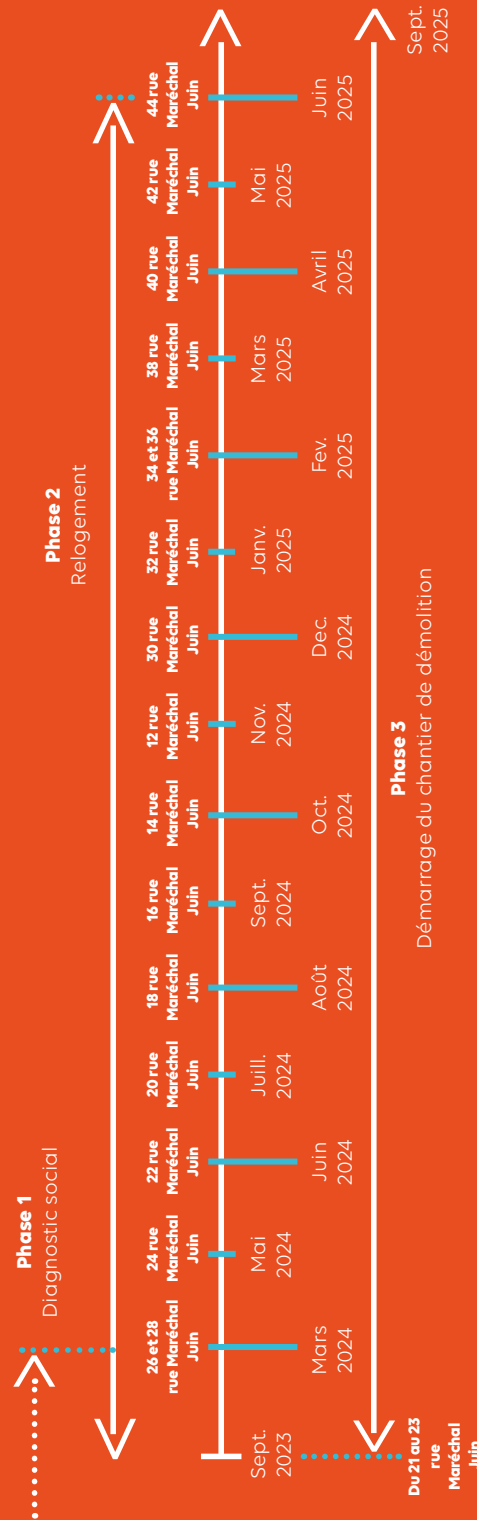 Phase 1
Diagnostic social
Phase 2
Relogement
26 et 28
rue Maréchal
Juin
24 rue
Maréchal
Juin
22 rue
Maréchal
Juin
20 rue
Maréchal
Juin
18 rue
Maréchal
Juin
16 rue
Maréchal
Juin
14 rue
Maréchal
Juin
12 rue
Maréchal
Juin
30 rue
Maréchal
Juin
32 rue
Maréchal
Juin
34 et 36
rue Maréchal
Juin
38 rue
Maréchal
Juin
40 rue
Maréchal
Juin
42 rue
Maréchal
Juin
44 rue
Maréchal
Juin
Sept.
2023
Mars
2024
Mai
2024
Juin
2024
Juill.
2024
Août
2024
Sept.
2024
Oct.
2024
Nov.
2024
Dec.
2024
Janv.
2025
Fev.
2025
Mars
2025
Avril
2025
Mai
2025
Juin
2025
Phase 3
Démarrage du chantier de démolition
Du 21 au 23
rue
Maréchal
Juin
Sept.
2025